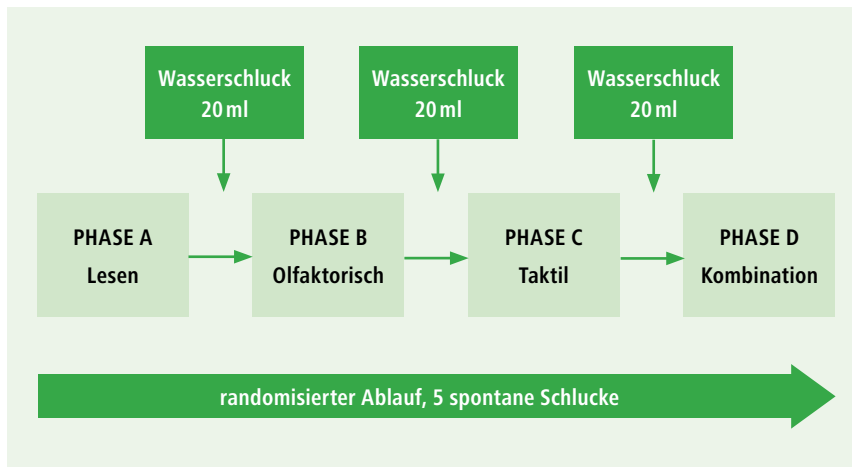 Wasserschluck
20 ml
Wasserschluck
20 ml
Wasserschluck
20 ml
PHASE A
Lesen
PHASE B
Olfaktorisch
PHASE C
Taktil
PHASE D
Kombination
randomisierter Ablauf, 5 spontane Schlucke